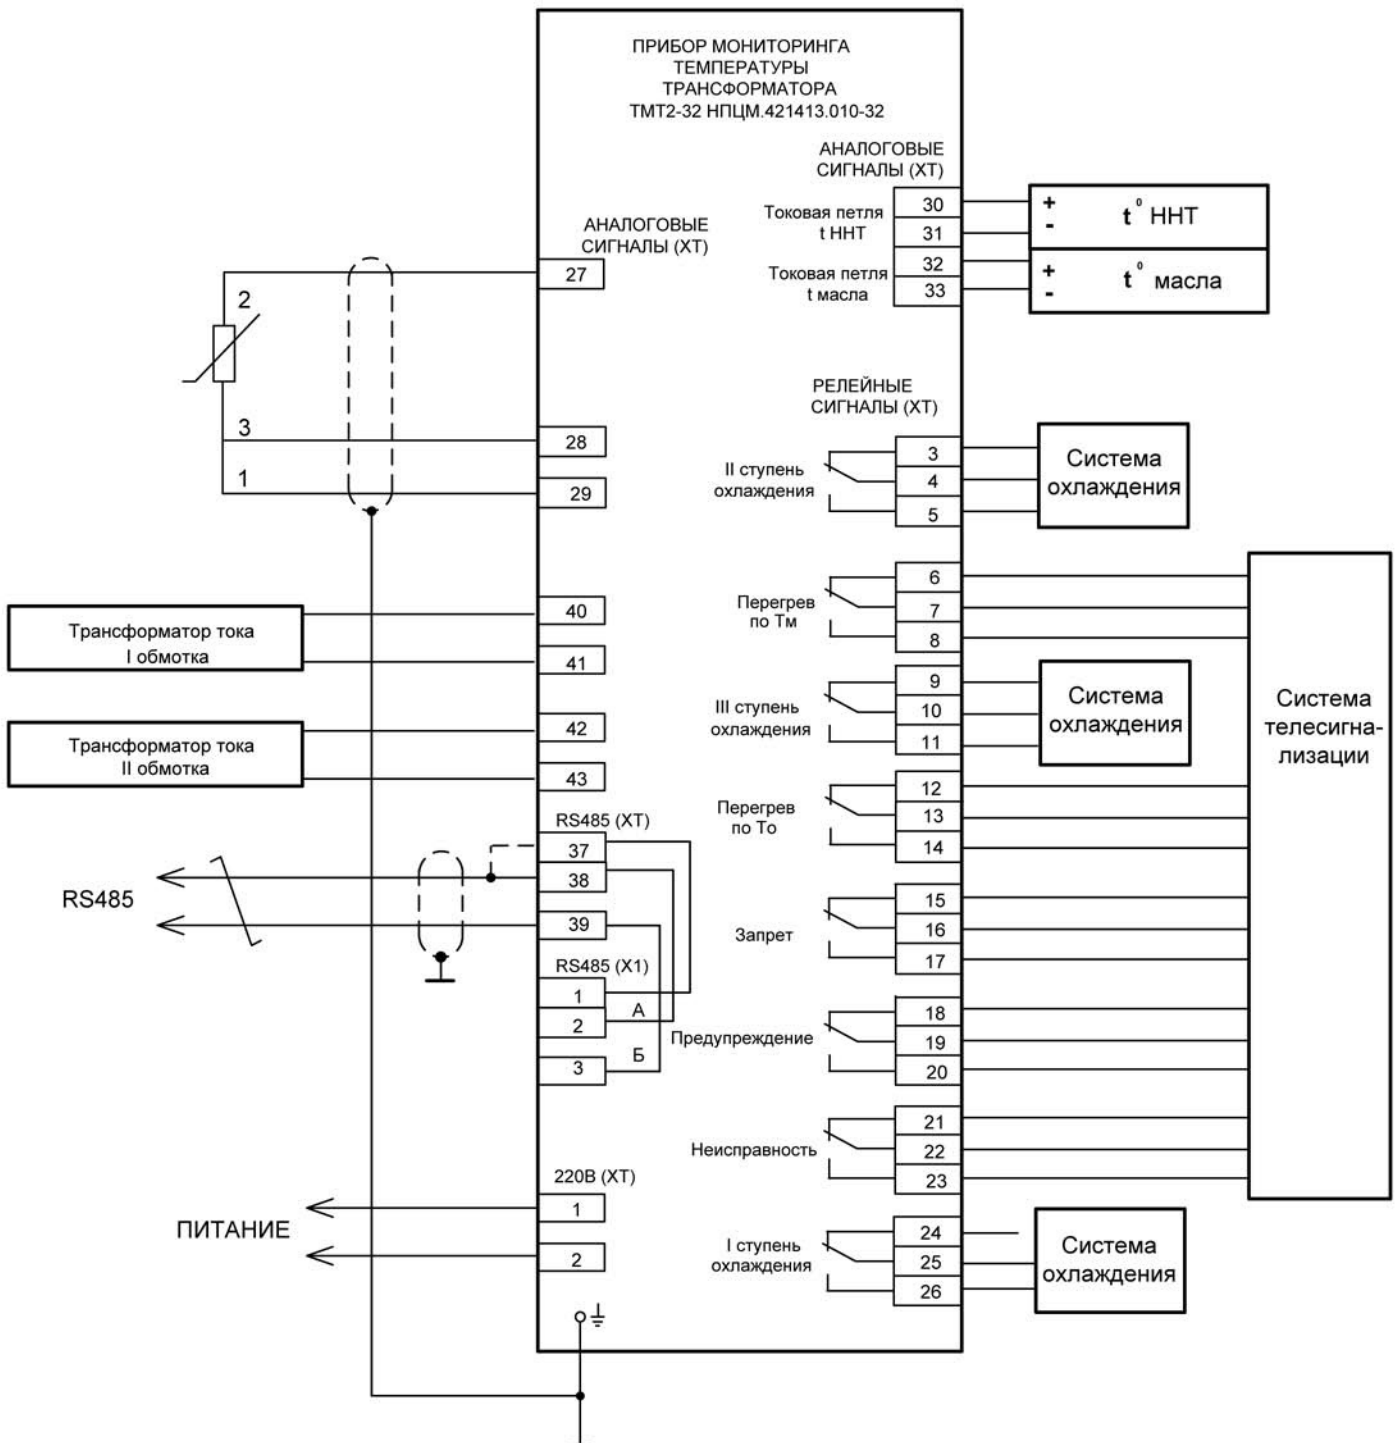 ПРИБОР МОНИТОРИНГА
ТЕМПЕРАТУРЫ
ТРАНСФОРМАТОРА
ТМТ2-32 НПЦМ.421413.010-32
АНАЛОГОВЫЕ
СИГНАЛЫ (ХТ)
27
2
3
28
1
29
Трансформатор тока
I обмотка
40
41
Трансформатор тока
II обмотка
42
43
RS485 (ХТ)
37
38
39
RS485
RS485 (X1)
1
А
2
Б
3
220В (ХТ)
1
2
ПИТАНИЕ
АНАЛОГОВЫЕ
СИГНАЛЫ (ХТ)
Токовая петля
t ННТ
30
31
+
-
t⁰ ННТ
Токовая петля
t масла
32
33
+
-
t⁰ масла
РЕЛЕЙНЫЕ
СИГНАЛЫ (ХТ)
II ступень
охлаждения
3
4
5
Система
охлаждения
Перегрев
по Тм
6
7
8
III ступень
охлаждения
9
10
11
Система
охлаждения
Перегрев
по То
12
13
14
Запрет
15
16
17
Предупреждение
18
19
20
Неисправность
21
22
23
Система
телесигна-
лизации
I ступень
охлаждения
24
25
26
Система
охлаждения